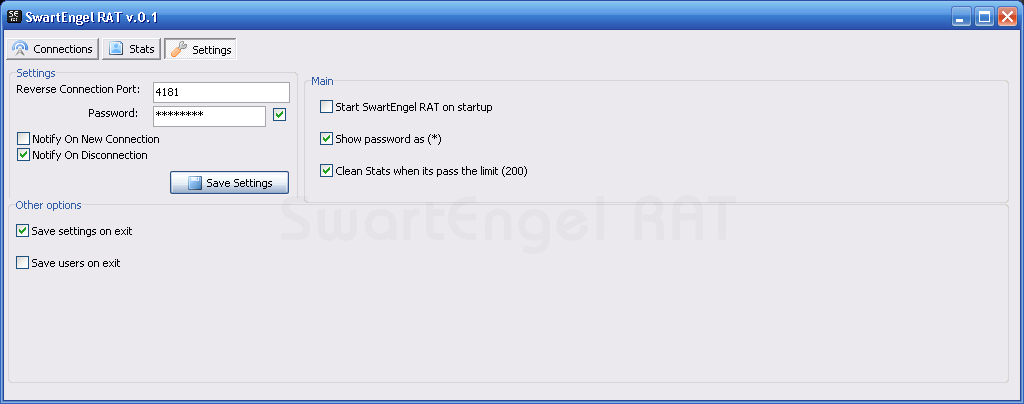 SwartEngel RAT v.0.1
Connections Stats Settings
Settings
Reverse Connection Port: 4181
Password: ********
Notify On New Connection
Notify On Disconnection
Save Settings
Main
Start SwartEngel RAT on startup
Show password as (*)
Clean Stats when its pass the limit (200)
SwartEngel RAT
Other options
Save settings on exit
Save users on exit